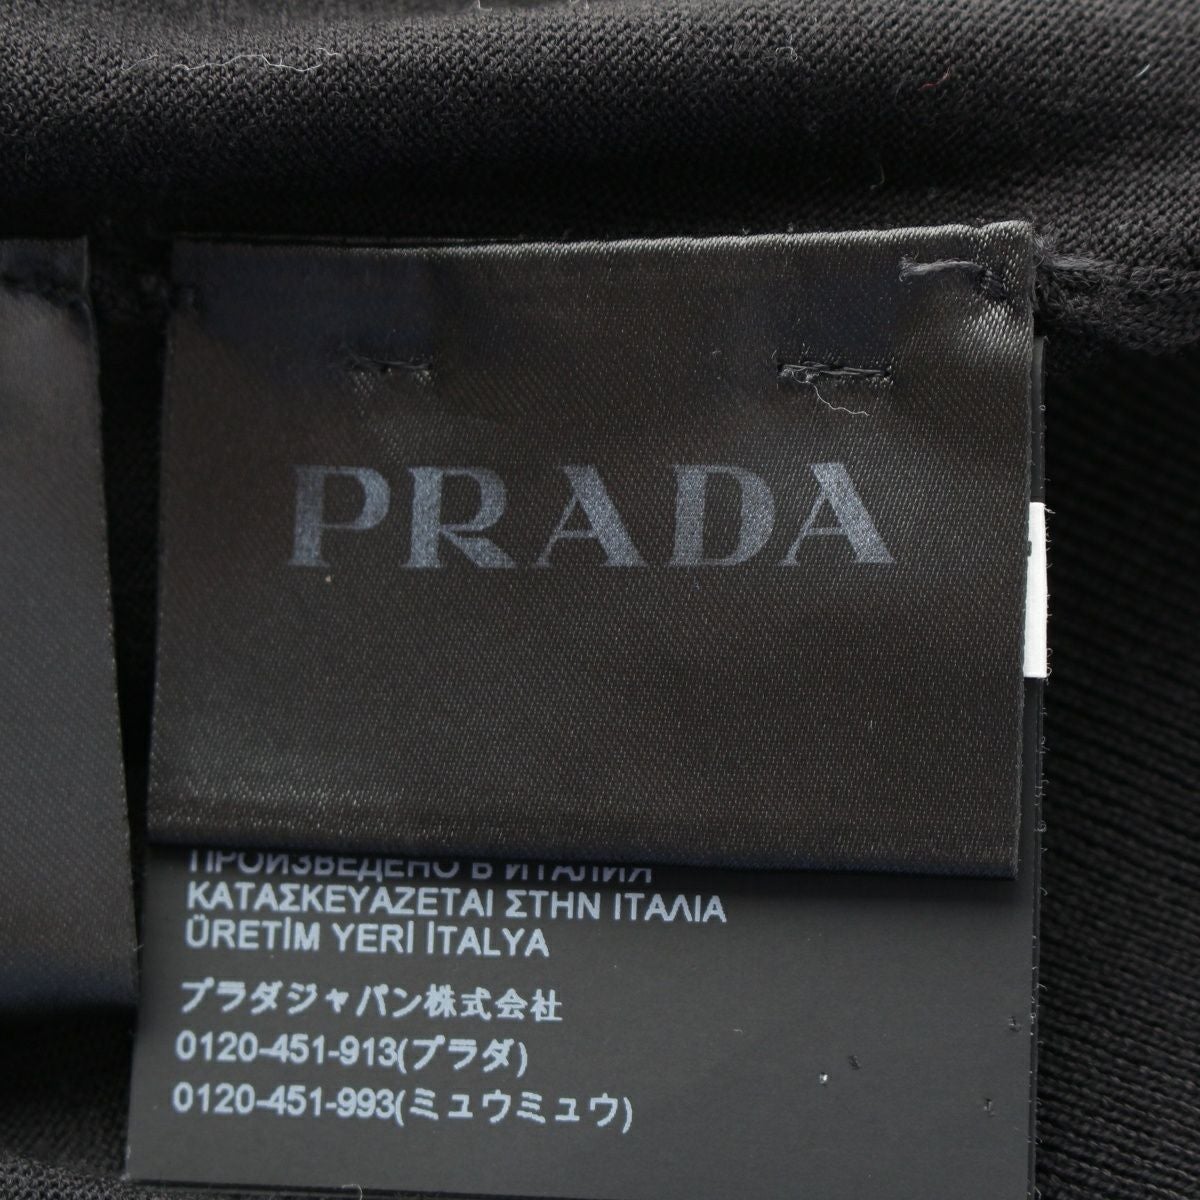 PRADA
ПРОИЗВЕДЕНО В ИТАЛИЯ
ΚΑΤΑΣΚΕΥΑΖΕΤΑΙ ΣΤΗΝ ΙΤΑΛΙΑ
ÜRETİM YERİ İTALYA
プラダジャパン株式会社
0120-451-913(プラダ)
0120-451-993(ミュウミュウ)